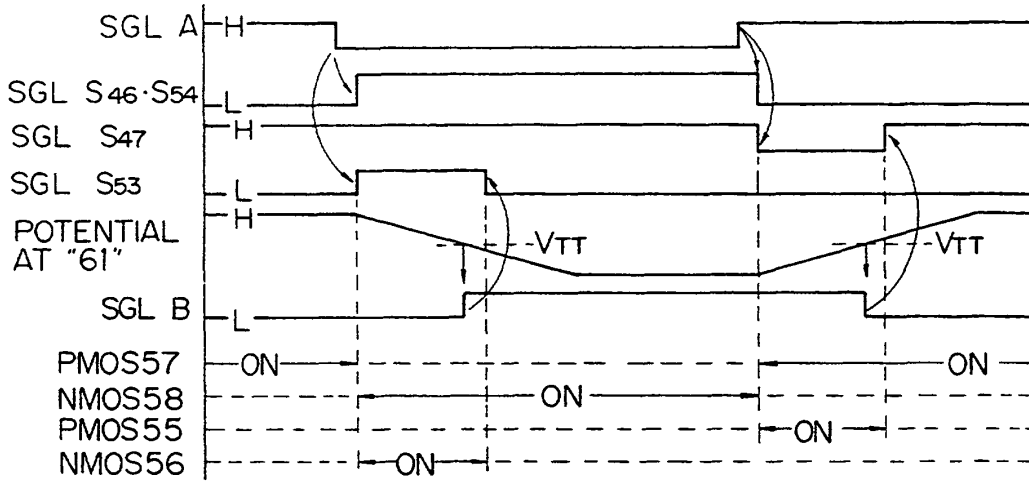 SGL A H
SGL S46·S54 L
SGL S47 H
SGL S53 L
POTENTIAL AT "61" H VTT VTT
SGL B L
PMOS57 ON ON
NMOS58 ON
PMOS55 ON
NMOS56 ON